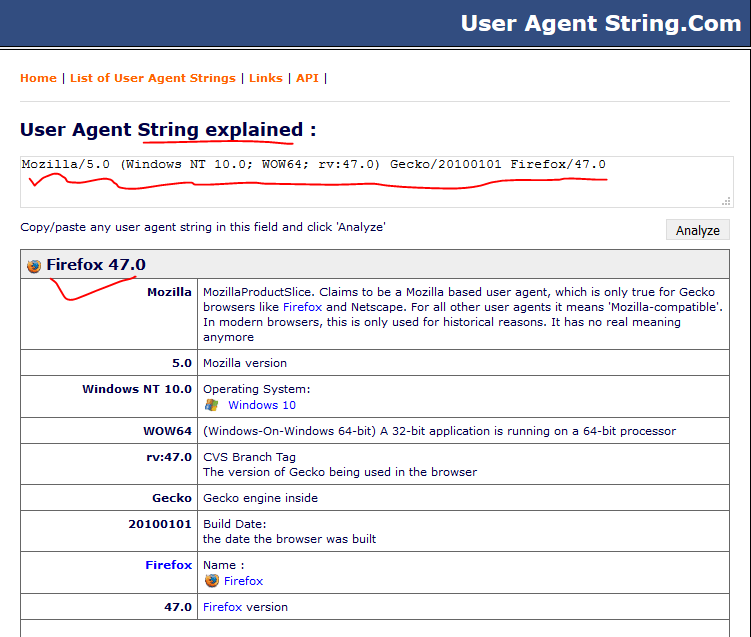 User Agent String.Com
Home | List of User Agent Strings | Links | API |
User Agent String explained :
Mozilla/5.0 (Windows NT 10.0; WOW64; rv:47.0) Gecko/20100101 Firefox/47.0
Copy/paste any user agent string in this field and click 'Analyze'
Analyze
Firefox 47.0
Mozilla MozillaProductSlice. Claims to be a Mozilla based user agent, which is only true for Gecko
browsers like Firefox and Netscape. For all other user agents it means 'Mozilla-compatible'.
In modern browsers, this is only used for historical reasons. It has no real meaning
anymore
5.0 Mozilla version
Windows NT 10.0 Operating System:
Windows 10
WOW64 (Windows-On-Windows 64-bit) A 32-bit application is running on a 64-bit processor
rv:47.0 CVS Branch Tag
The version of Gecko being used in the browser
Gecko Gecko engine inside
20100101 Build Date:
the date the browser was built
Firefox Name :
Firefox
47.0 Firefox version